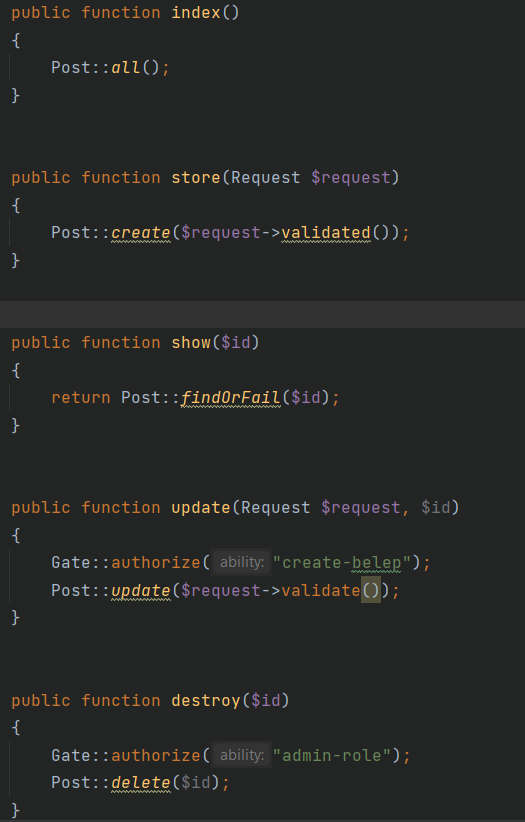 public function index()
{
    Post::all();
}
public function store(Request $request)
{
    Post::create($request->validated());
}
public function show($id)
{
    return Post::findOrFail($id);
}
public function update(Request $request, $id)
{
    Gate::authorize( ability: "create-belep");
    Post::update($request->validate());
}
public function destroy($id)
{
    Gate::authorize( ability: "admin-role");
    Post::delete($id);
}